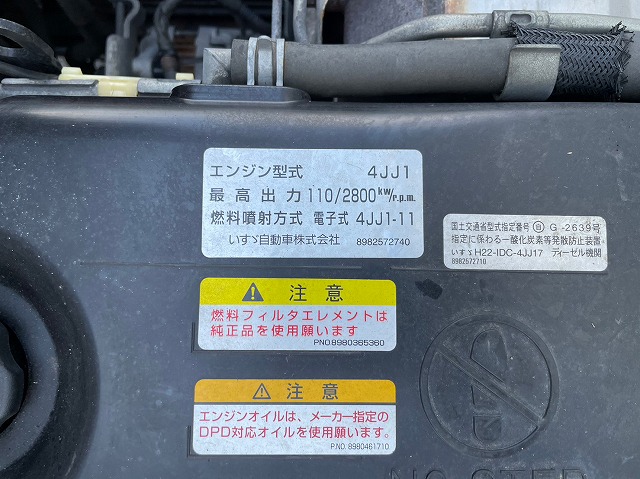 エンジン型式 4JJ1
最高出力 110/2800 kW/r.p.m.
燃料噴射方式 電子式 4JJ1-11
いすゞ自動車株式会社 8982572740
国土交通省型式指定番号 自 G-2639号
指定に係わる一酸化炭素等発散防止装置
いすゞH22-IDC-4JJ17 ディーゼル機関
8982572710
注意
燃料フィルタエレメントは
純正品を使用願います
PNO.8980365360
注意
エンジンオイルは、メーカー指定の
DPD対応オイルを使用願います。
P.NO. 8980461710
NO STEP